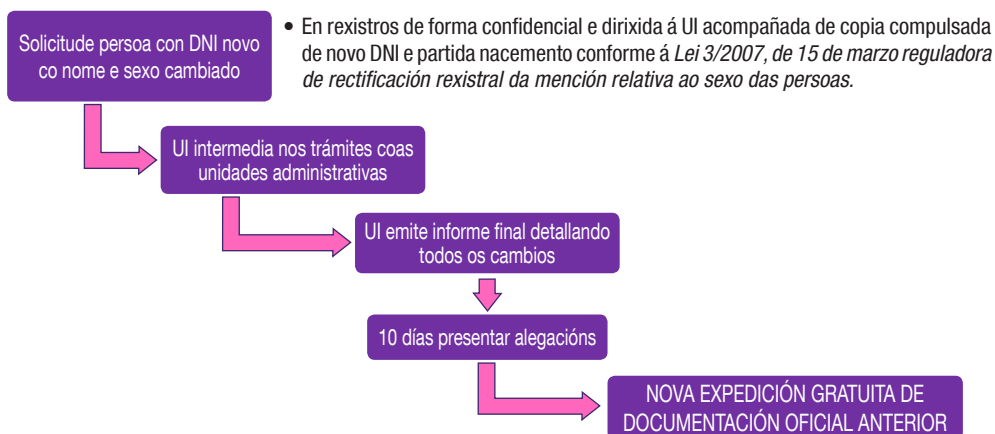 Solicitude persoa con DNI novo
co nome e sexo cambiado
• En rexistros de forma confidencial e dirixida á UI acompañada de copia compulsada
de novo DNI e partida nacemento conforme á Lei 3/2007, de 15 de marzo reguladora
de rectificación rexistral da mención relativa ao sexo das persoas.
UI intermedia nos trámites coas
unidades administrativas
UI emite informe final detallando
todos os cambios
10 días presentar alegacións
NOVA EXPEDICIÓN GRATUITA DE
DOCUMENTACIÓN OFICIAL ANTERIOR